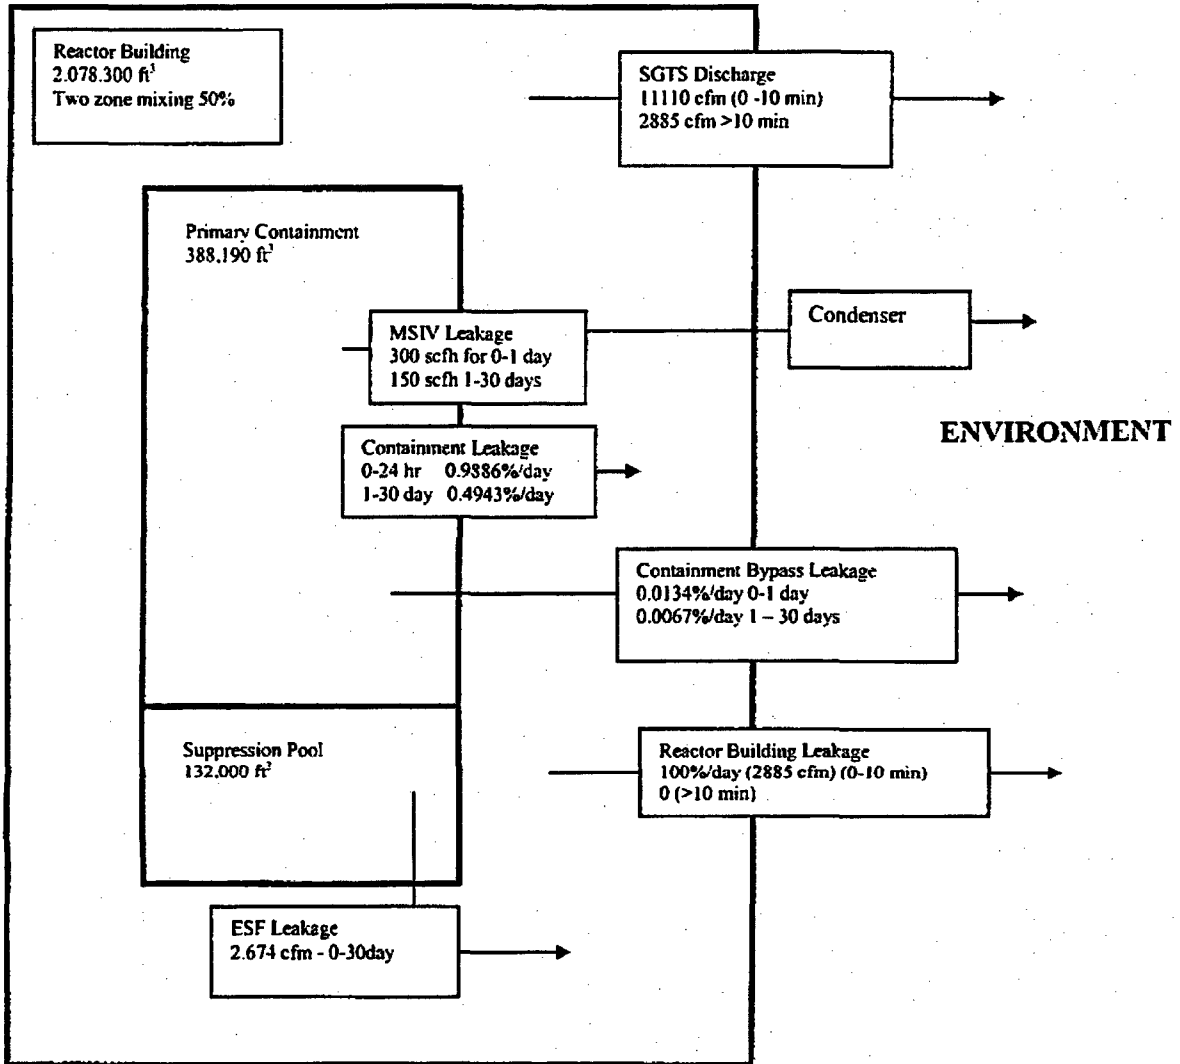 Reactor Building
2.078.300 ft³
Two zone mixing 50%
SGTS Discharge
11110 cfm (0 -10 min)
2885 cfm >10 min
Primary Containment
388.190 ft³
MSIV Leakage
300 scfh for 0-1 day
150 scfh 1-30 days
Condenser
ENVIRONMENT
Containment Leakage
0-24 hr 0.9886%/day
1-30 day 0.4943%/day
Containment Bypass Leakage
0.0134%/day 0-1 day
0.0067%/day 1 – 30 days
Suppression Pool
132.000 ft³
Reactor Building Leakage
100%/day (2885 cfm) (0-10 min)
0 (>10 min)
ESF Leakage
2.674 cfm - 0-30day